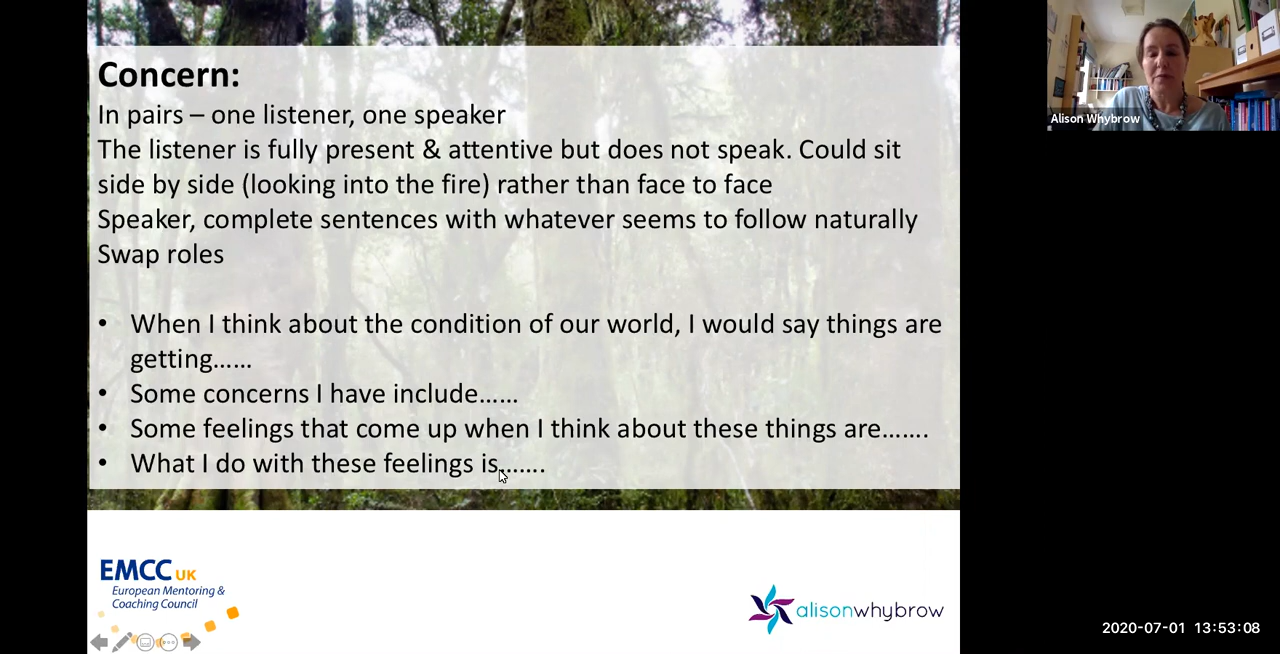 Concern:
In pairs – one listener, one speaker
The listener is fully present & attentive but does not speak. Could sit
side by side (looking into the fire) rather than face to face
Speaker, complete sentences with whatever seems to follow naturally
Swap roles
• When I think about the condition of our world, I would say things are
getting......
• Some concerns I have include......
• Some feelings that come up when I think about these things are.......
• What I do with these feelings is.......
EMCC UK
European Mentoring &
Coaching Council
alisonwhybrow
Alison Whybrow
2020-07-01 13:53:08